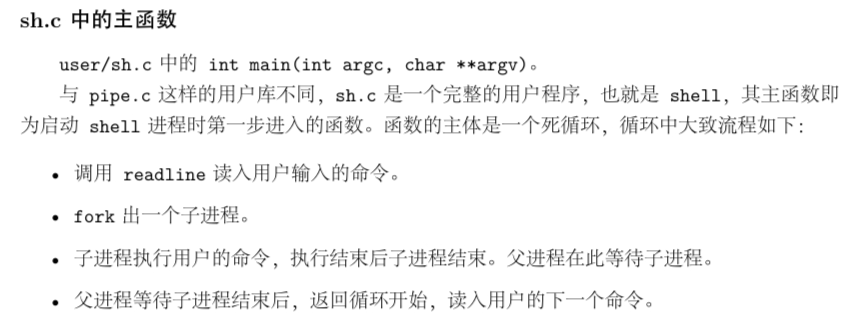 sh.c 中的主函数
user/sh.c 中的 int main(int argc, char **argv)。
与 pipe.c 这样的用户库不同，sh.c 是一个完整的用户程序，也就是 shell，其主函数即
为启动 shell 进程时第一步进入的函数。函数的主体是一个死循环，循环中大致流程如下：
• 调用 readline 读入用户输入的命令。
• fork 出一个子进程。
• 子进程执行用户的命令，执行结束后子进程结束。父进程在此等待子进程。
• 父进程等待子进程结束后，返回循环开始，读入用户的下一个命令。